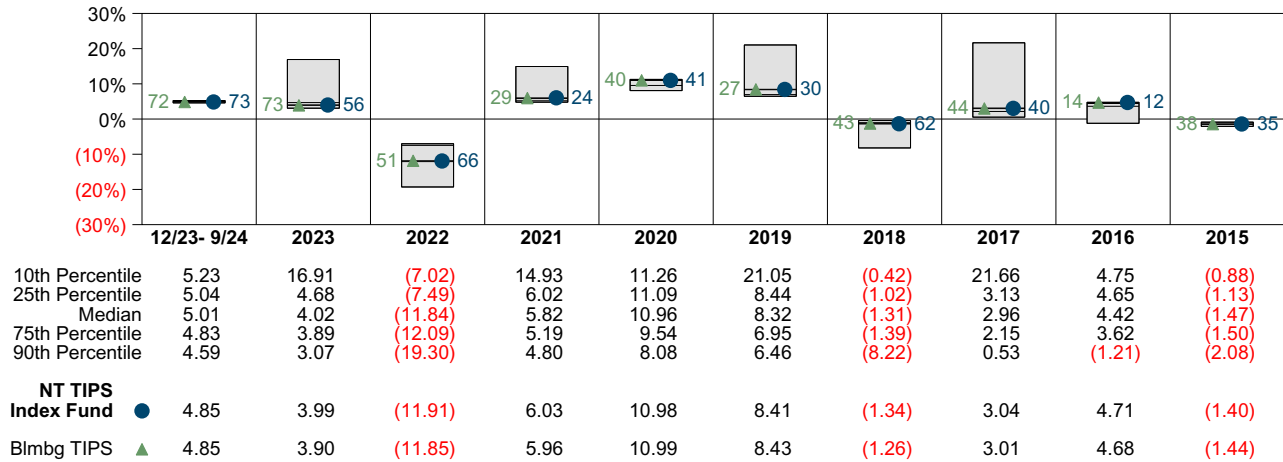 30%
20%
10%
0%
(10%)
(20%)
(30%)
72 73
73 56
51 66
29 24
40 41
27 30
43 62
44 40
14 12
38 35
12/23- 9/24 2023 2022 2021 2020 2019 2018 2017 2016 2015
10th Percentile 5.23 16.91 (7.02) 14.93 11.26 21.05 (0.42) 21.66 4.75 (0.88)
25th Percentile 5.04 4.68 (7.49) 6.02 11.09 8.44 (1.02) 3.13 4.65 (1.13)
Median 5.01 4.02 (11.84) 5.82 10.96 8.32 (1.31) 2.96 4.42 (1.47)
75th Percentile 4.83 3.89 (12.09) 5.19 9.54 6.95 (1.39) 2.15 3.62 (1.50)
90th Percentile 4.59 3.07 (19.30) 4.80 8.08 6.46 (8.22) 0.53 (1.21) (2.08)
NT TIPS
Index Fund 4.85 3.99 (11.91) 6.03 10.98 8.41 (1.34) 3.04 4.71 (1.40)
Blmbg TIPS 4.85 3.90 (11.85) 5.96 10.99 8.43 (1.26) 3.01 4.68 (1.44)